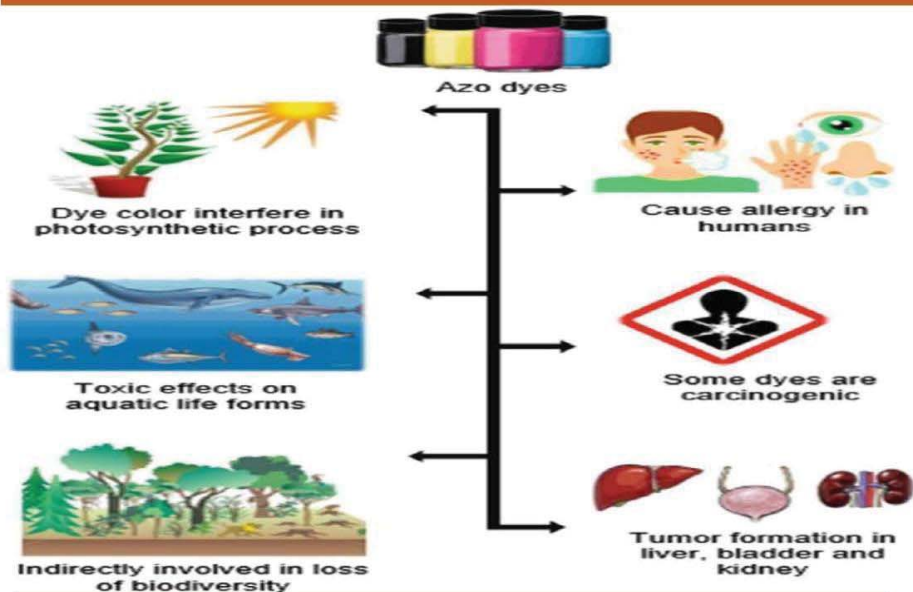 Azo dyes
Dye color interfere in
photosynthetic process
Cause allergy in
humans
Toxic effects on
aquatic life forms
Some dyes are
carcinogenic
Indirectly involved in loss
of biodiversity
Tumor formation in
liver, bladder and
kidney